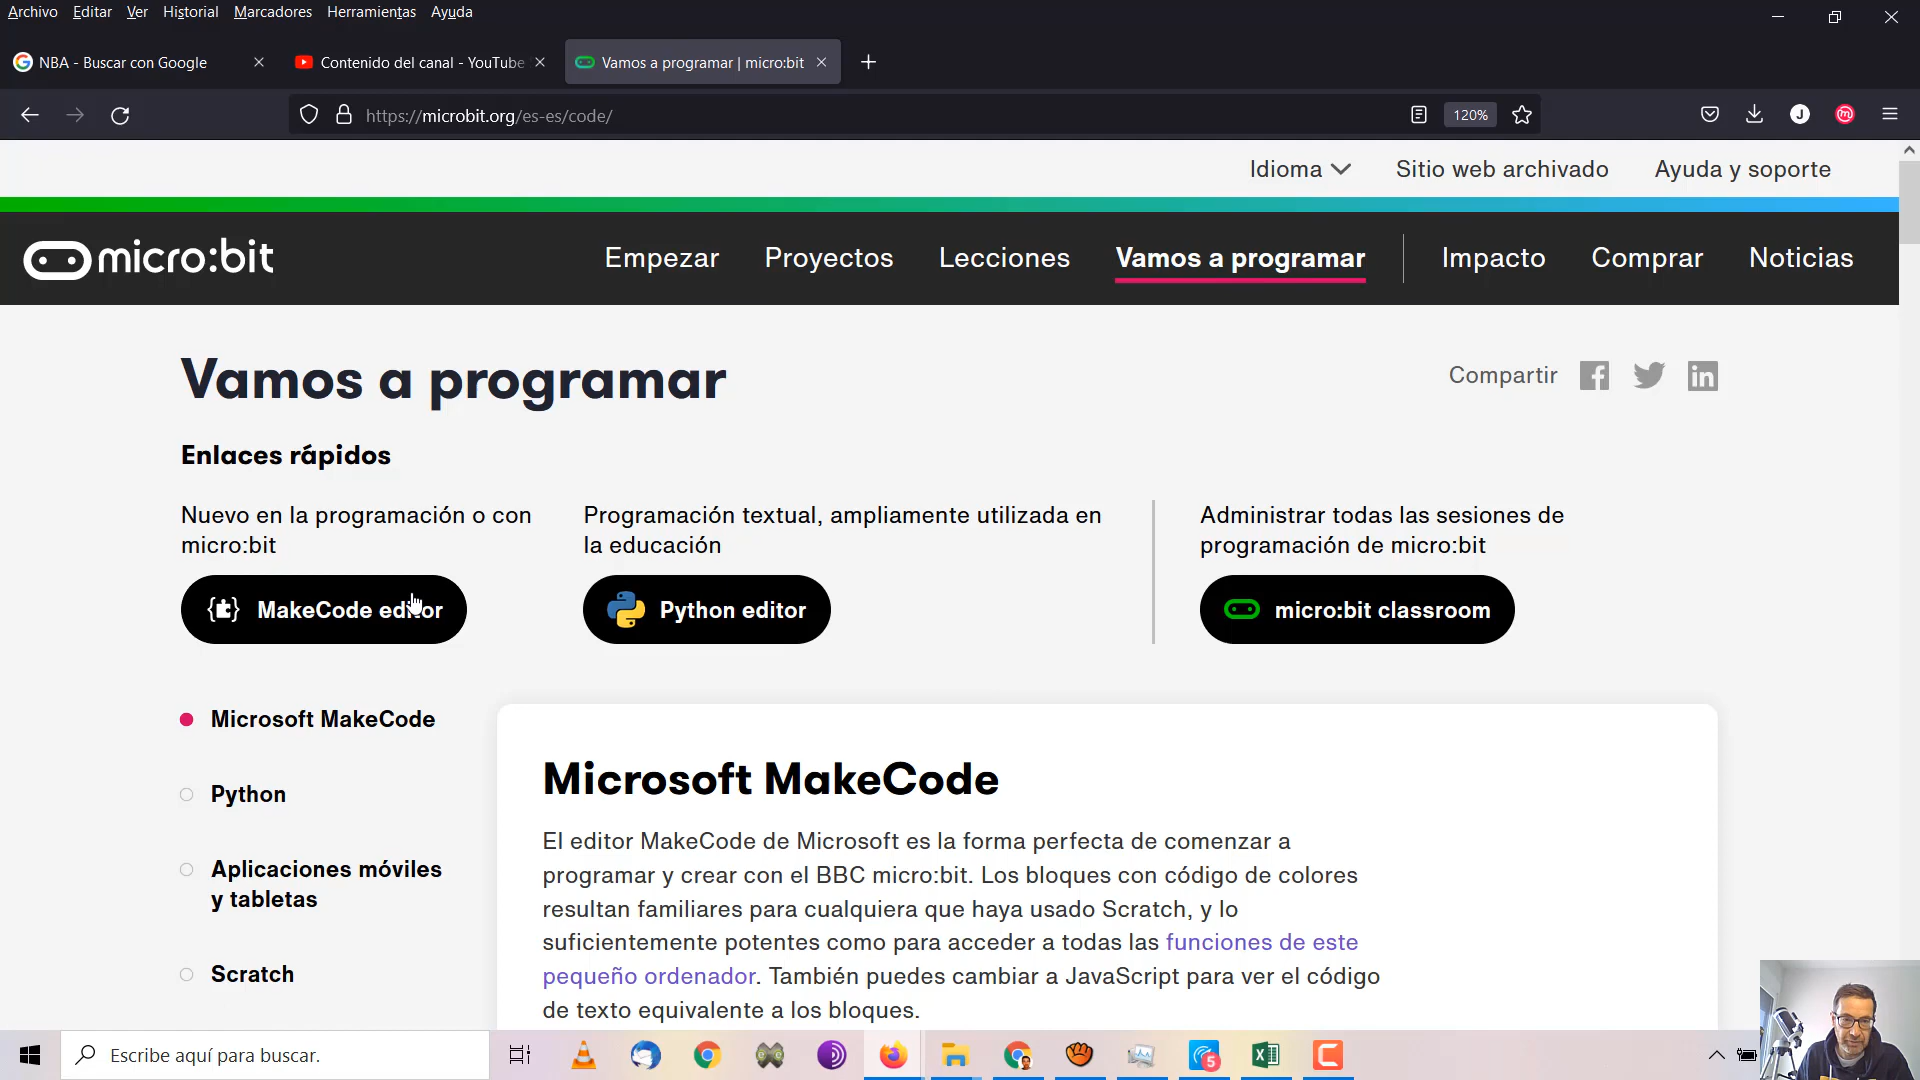 Archivo Editar Ver Historial Marcadores Herramientas Ayuda
NBA - Buscar con Google
Contenido del canal - YouTube
Vamos a programar | micro:bit
https://microbit.org/es-es/code/
120%
J
m
Idioma Sitio web archivado Ayuda y soporte
micro:bit
Empezar Proyectos Lecciones Vamos a programar Impacto Comprar Noticias
Vamos a programar
Compartir
Enlaces rápidos
Nuevo en la programación o con
micro:bit
MakeCode editor
Programación textual, ampliamente utilizada en
la educación
Python editor
Administrar todas las sesiones de
programación de micro:bit
micro:bit classroom
Microsoft MakeCode
Python
Aplicaciones móviles
y tabletas
Scratch
Microsoft MakeCode
El editor MakeCode de Microsoft es la forma perfecta de comenzar a
programar y crear con el BBC micro:bit. Los bloques con código de colores
resultan familiares para cualquiera que haya usado Scratch, y lo
suficientemente potentes como para acceder a todas las funciones de este
pequeño ordenador. También puedes cambiar a JavaScript para ver el código
de texto equivalente a los bloques.
Escribe aquí para buscar.
5